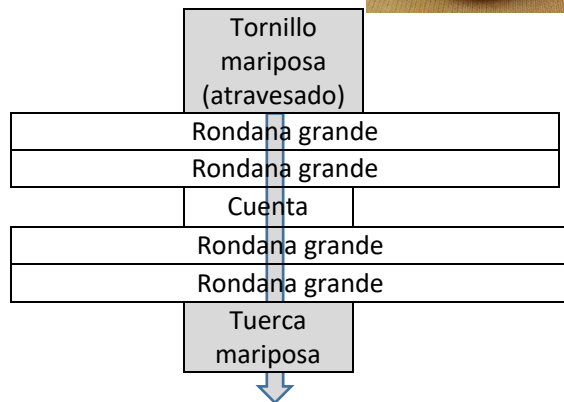 Tornillo
mariposa
(atravesado)
Rondana grande
Rondana grande
Cuenta
Rondana grande
Rondana grande
Tuerca
mariposa